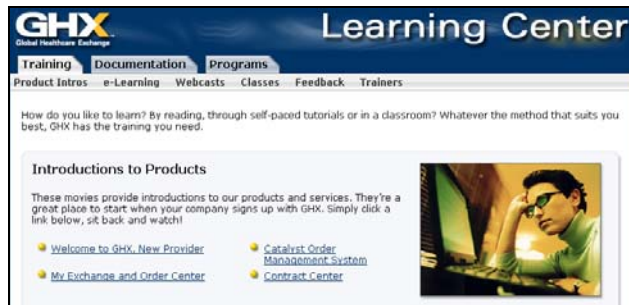 GHX
Learning Center
Global Healthcare Exchange
Training Documentation Programs
Product Intros e-Learning Webcasts Classes Feedback Trainers
How do you like to learn? By reading, through self-paced tutorials or in a classroom? Whatever the method that suits you
best, GHX has the training you need.
Introductions to Products
These movies provide introductions to our products and services. They're a
great place to start when your company signs up with GHX. Simply click a
link below, sit back and watch!
Welcome to GHX, New Provider
Catalyst Order
Management System
My Exchange and Order Center
Contract Center